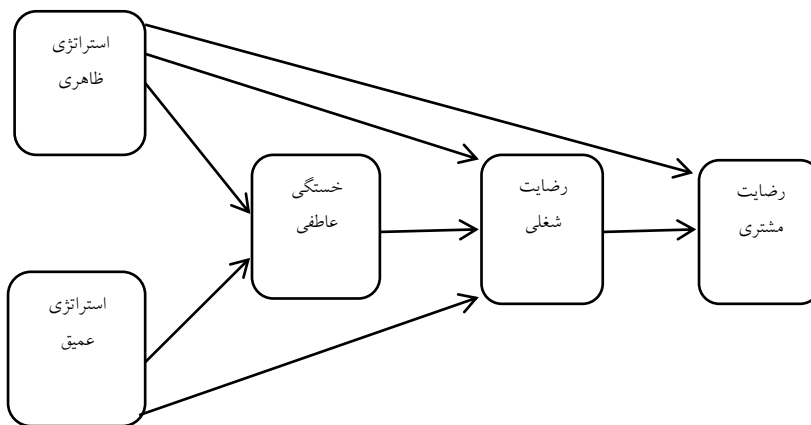 استراتژی
ظاهری
خستگی
عاطفی
رضایت
شغلی
رضایت
مشتری
استراتژی
عمیق